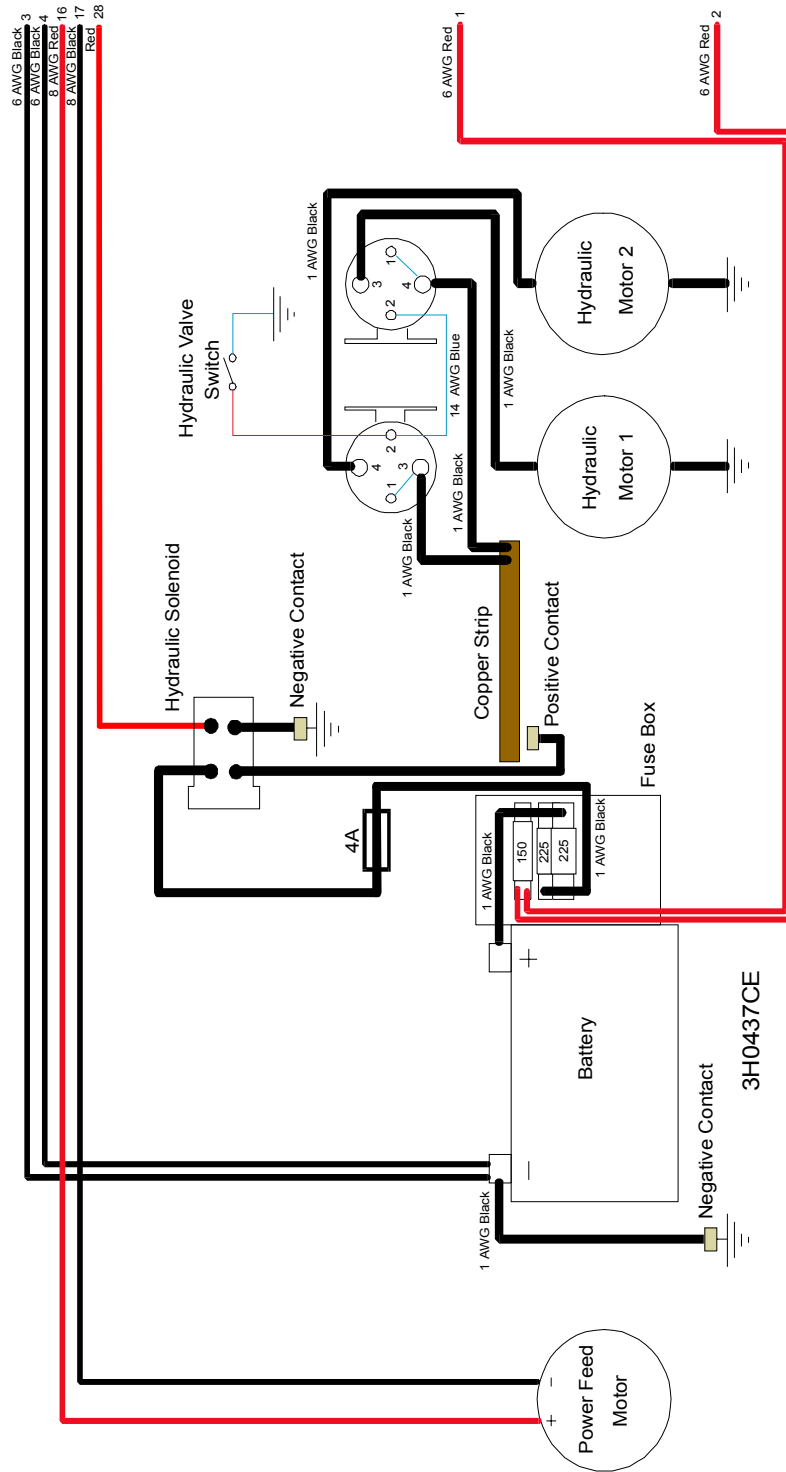 6 AWG Black 3
6 AWG Black 4
8 AWG Red 16
8 AWG Black 17
Red 28
6 AWG Red 1
6 AWG Red 2
Hydraulic Valve
Switch
1 AWG Black
3
1
4
2
14 AWG Blue
1 AWG Black
4
2
1
3
1 AWG Black
1 AWG Black
Hydraulic
Motor 2
Hydraulic
Motor 1
Hydraulic Solenoid
Negative Contact
Copper Strip
Positive Contact
Fuse Box
4A
1 AWG Black
150
225
225
1 AWG Black
+
Battery
–
3H0437CE
1 AWG Black
Negative Contact
–
+
Power Feed
Motor